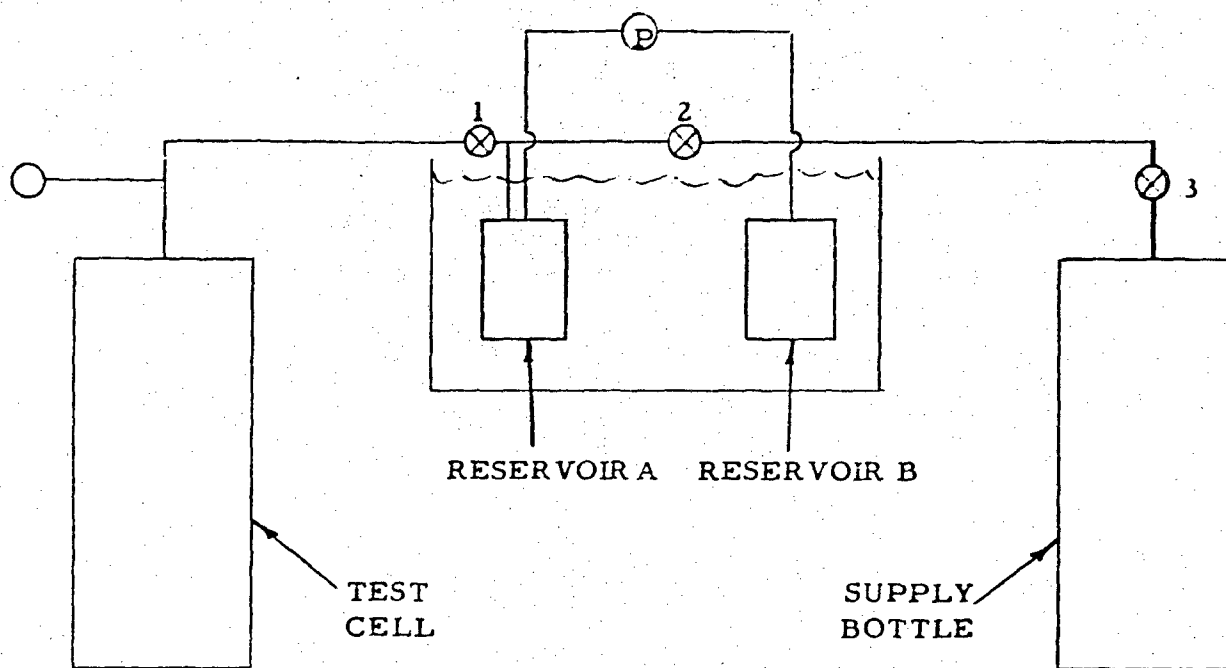 P
1
2
3
RESERVOIR A
RESERVOIR B
TEST
CELL
SUPPLY
BOTTLE